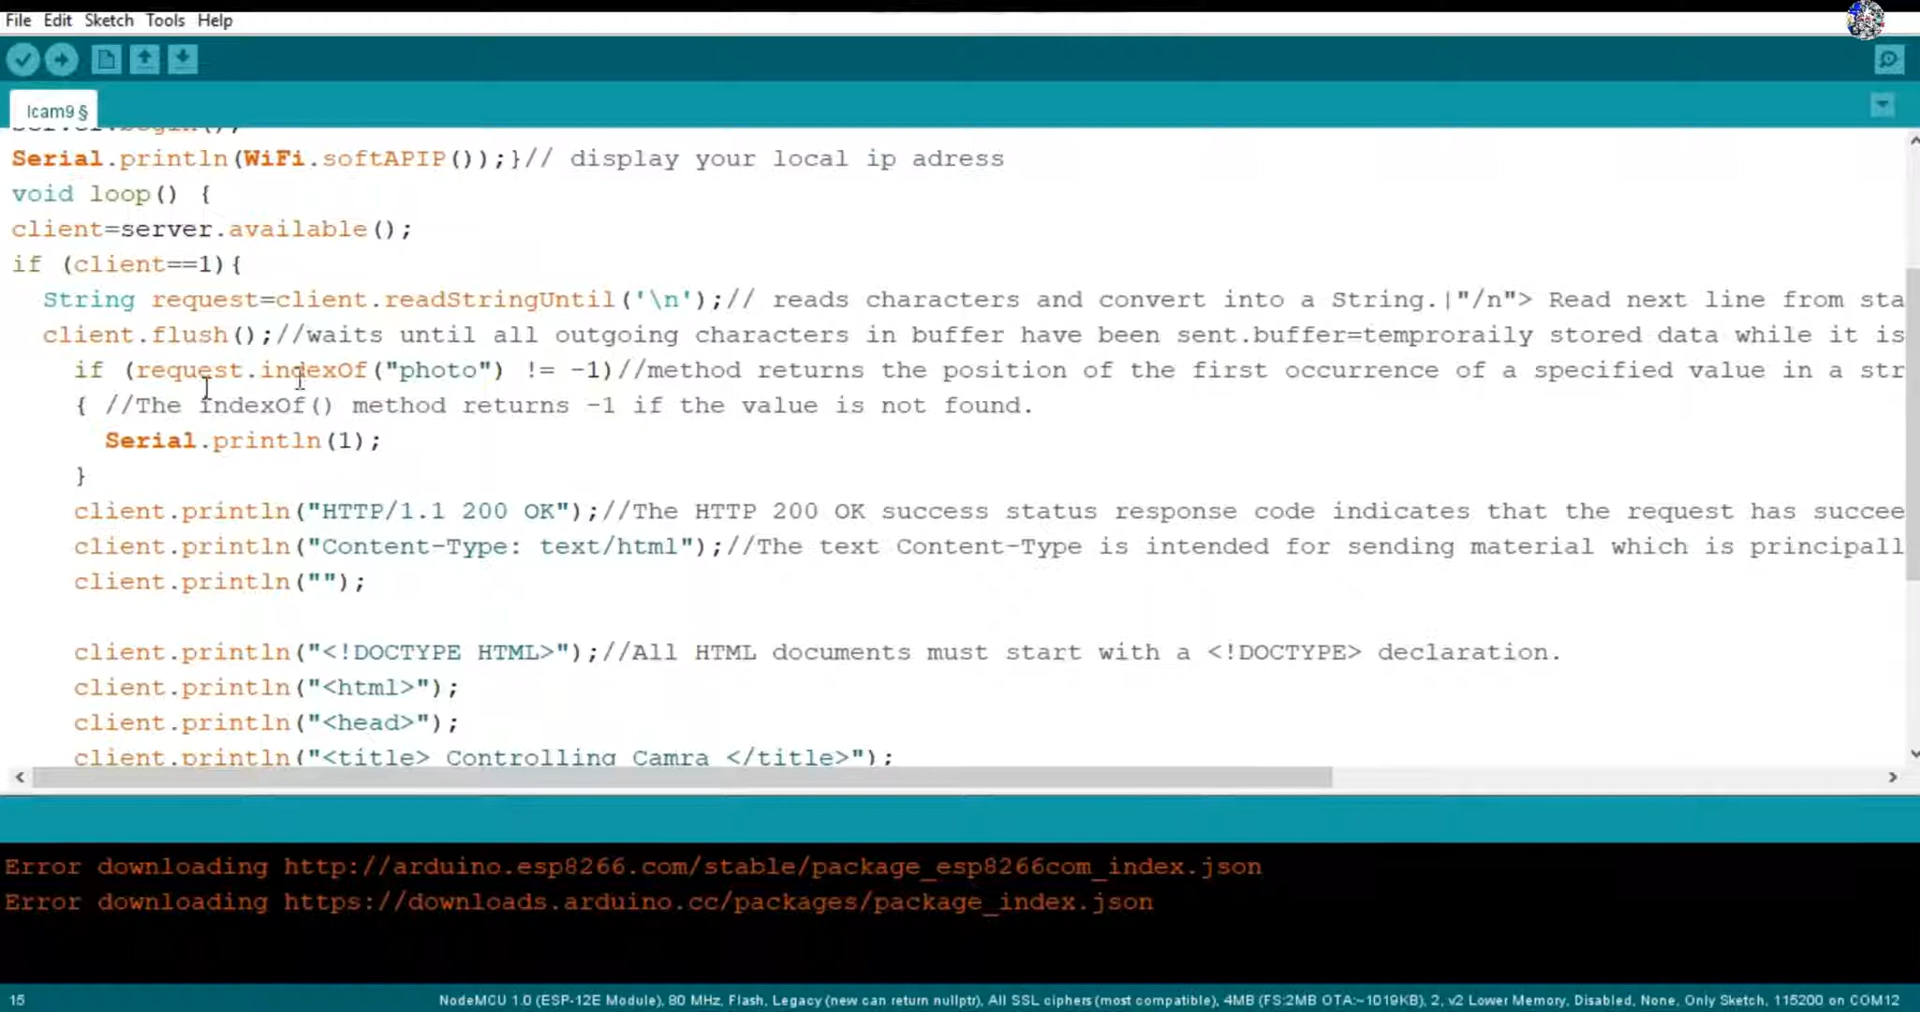 File Edit Sketch Tools Help
lcam9 §
server.begin();
Serial.println(WiFi.softAPIP());}// display your local ip adress
void loop() {
client=server.available();
if (client==1){
String request=client.readStringUntil('\n');// reads characters and convert into a String.|"/n"> Read next line from sta
client.flush();//waits until all outgoing characters in buffer have been sent.buffer=temproraily stored data while it is
if (request.indexOf("photo") != -1)//method returns the position of the first occurrence of a specified value in a str
{ //The indexOf() method returns -1 if the value is not found.
Serial.println(1);
}
client.println("HTTP/1.1 200 OK");//The HTTP 200 OK success status response code indicates that the request has succee
client.println("Content-Type: text/html");//The text Content-Type is intended for sending material which is principall
client.println("");
client.println("<!DOCTYPE HTML>");//All HTML documents must start with a <!DOCTYPE> declaration.
client.println("<html>");
client.println("<head>");
client.println("<title> Controlling Camra </title>");
Error downloading http://arduino.esp8266.com/stable/package_esp8266com_index.json
Error downloading https://downloads.arduino.cc/packages/package_index.json
15
NodeMCU 1.0 (ESP-12E Module), 80 MHz, Flash, Legacy (new can return nullptr), All SSL ciphers (most compatible), 4MB (FS:2MB OTA:~1019KB), 2, v2 Lower Memory, Disabled, None, Only Sketch, 115200 on COM12